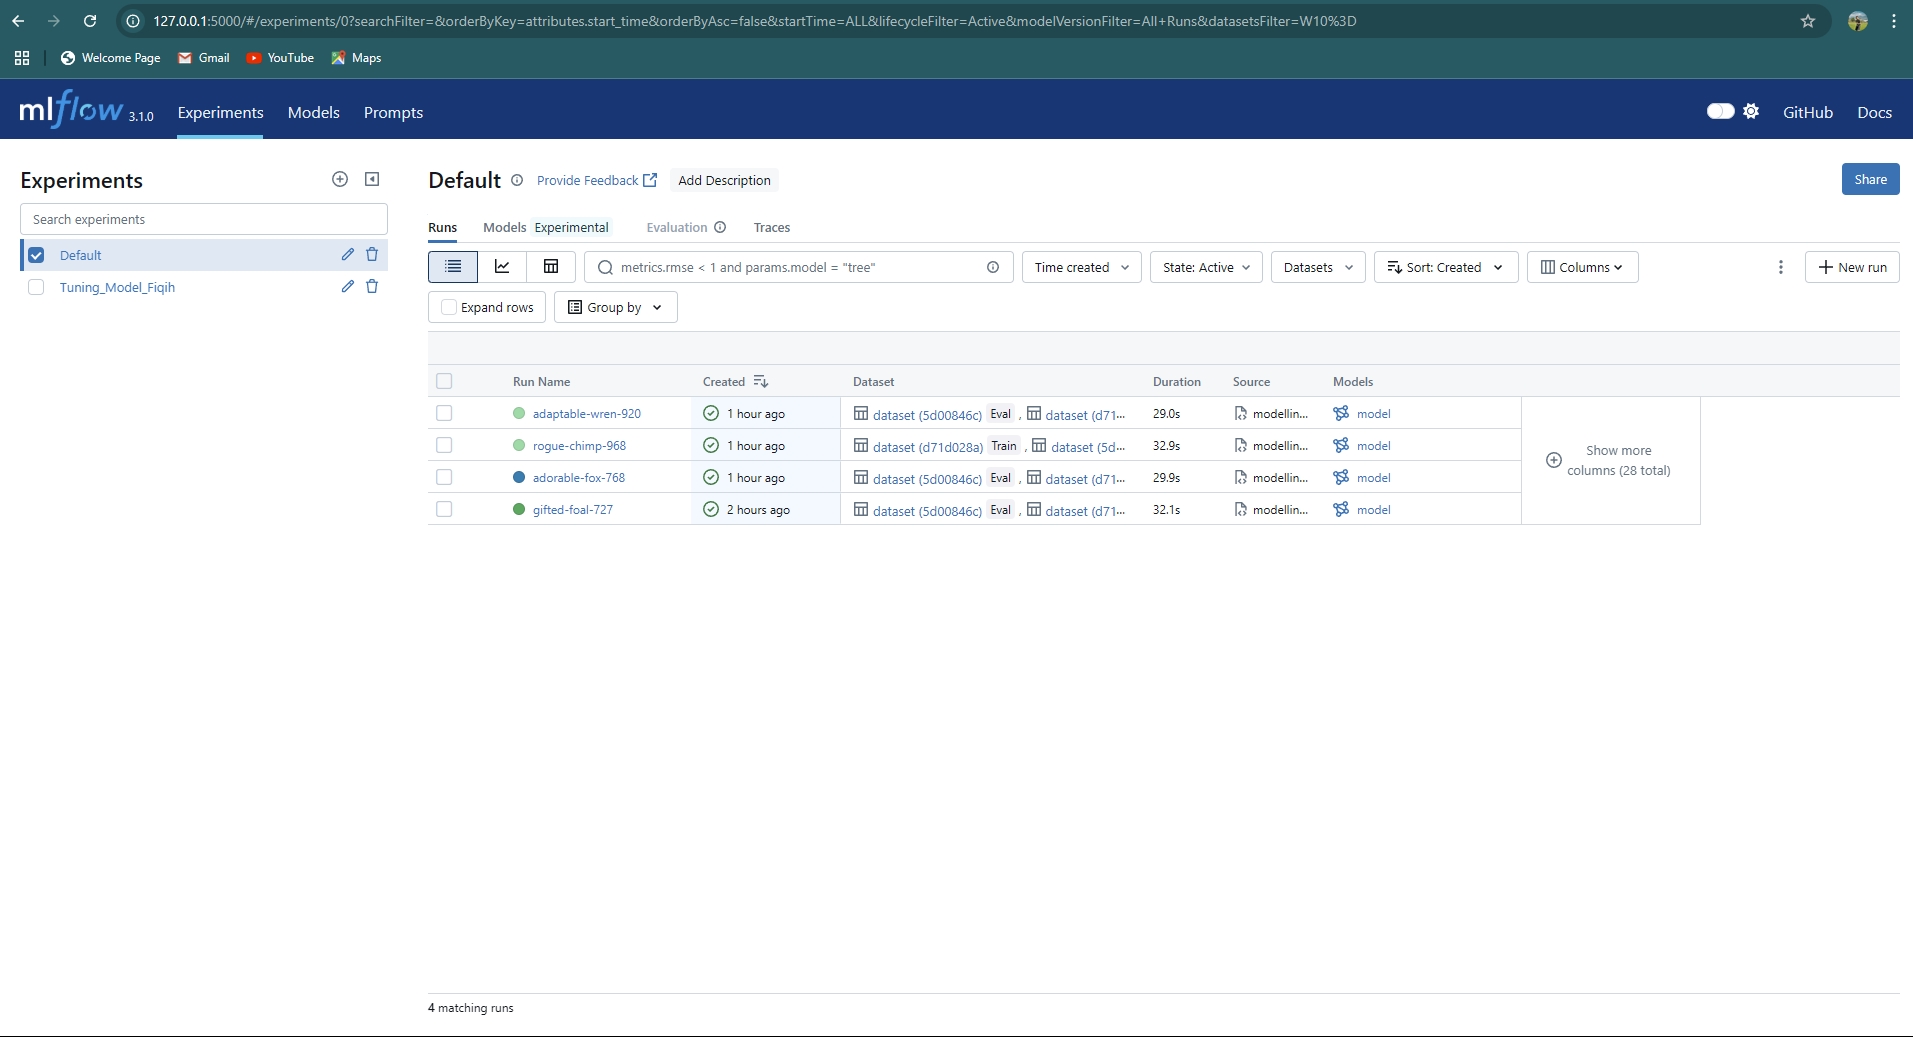 127.0.0.1:5000/#/experiments/0?searchFilter=&orderByKey=attributes.start_time&orderByAsc=false&startTime=ALL&lifecycleFilter=Active&modelVersionFilter=All+Runs&datasetsFilter=W10%3D
Welcome Page Gmail YouTube Maps
mlflow 3.1.0 Experiments Models Prompts GitHub Docs
Experiments
Search experiments
Default
Tuning_Model_Fiqih
Default Provide Feedback Add Description Share
Runs Models Experimental Evaluation Traces
metrics.rmse < 1 and params.model = "tree" Time created State: Active Datasets Sort: Created Columns New run
Expand rows Group by
Run Name Created Dataset Duration Source Models
adaptable-wren-920 1 hour ago dataset (5d00846c) Eval , dataset (d71... 29.0s modellin... model
rogue-chimp-968 1 hour ago dataset (d71d028a) Train , dataset (5d... 32.9s modellin... model
adorable-fox-768 1 hour ago dataset (5d00846c) Eval , dataset (d71... 29.9s modellin... model
gifted-foal-727 2 hours ago dataset (5d00846c) Eval , dataset (d71... 32.1s modellin... model
Show more
columns (28 total)
4 matching runs